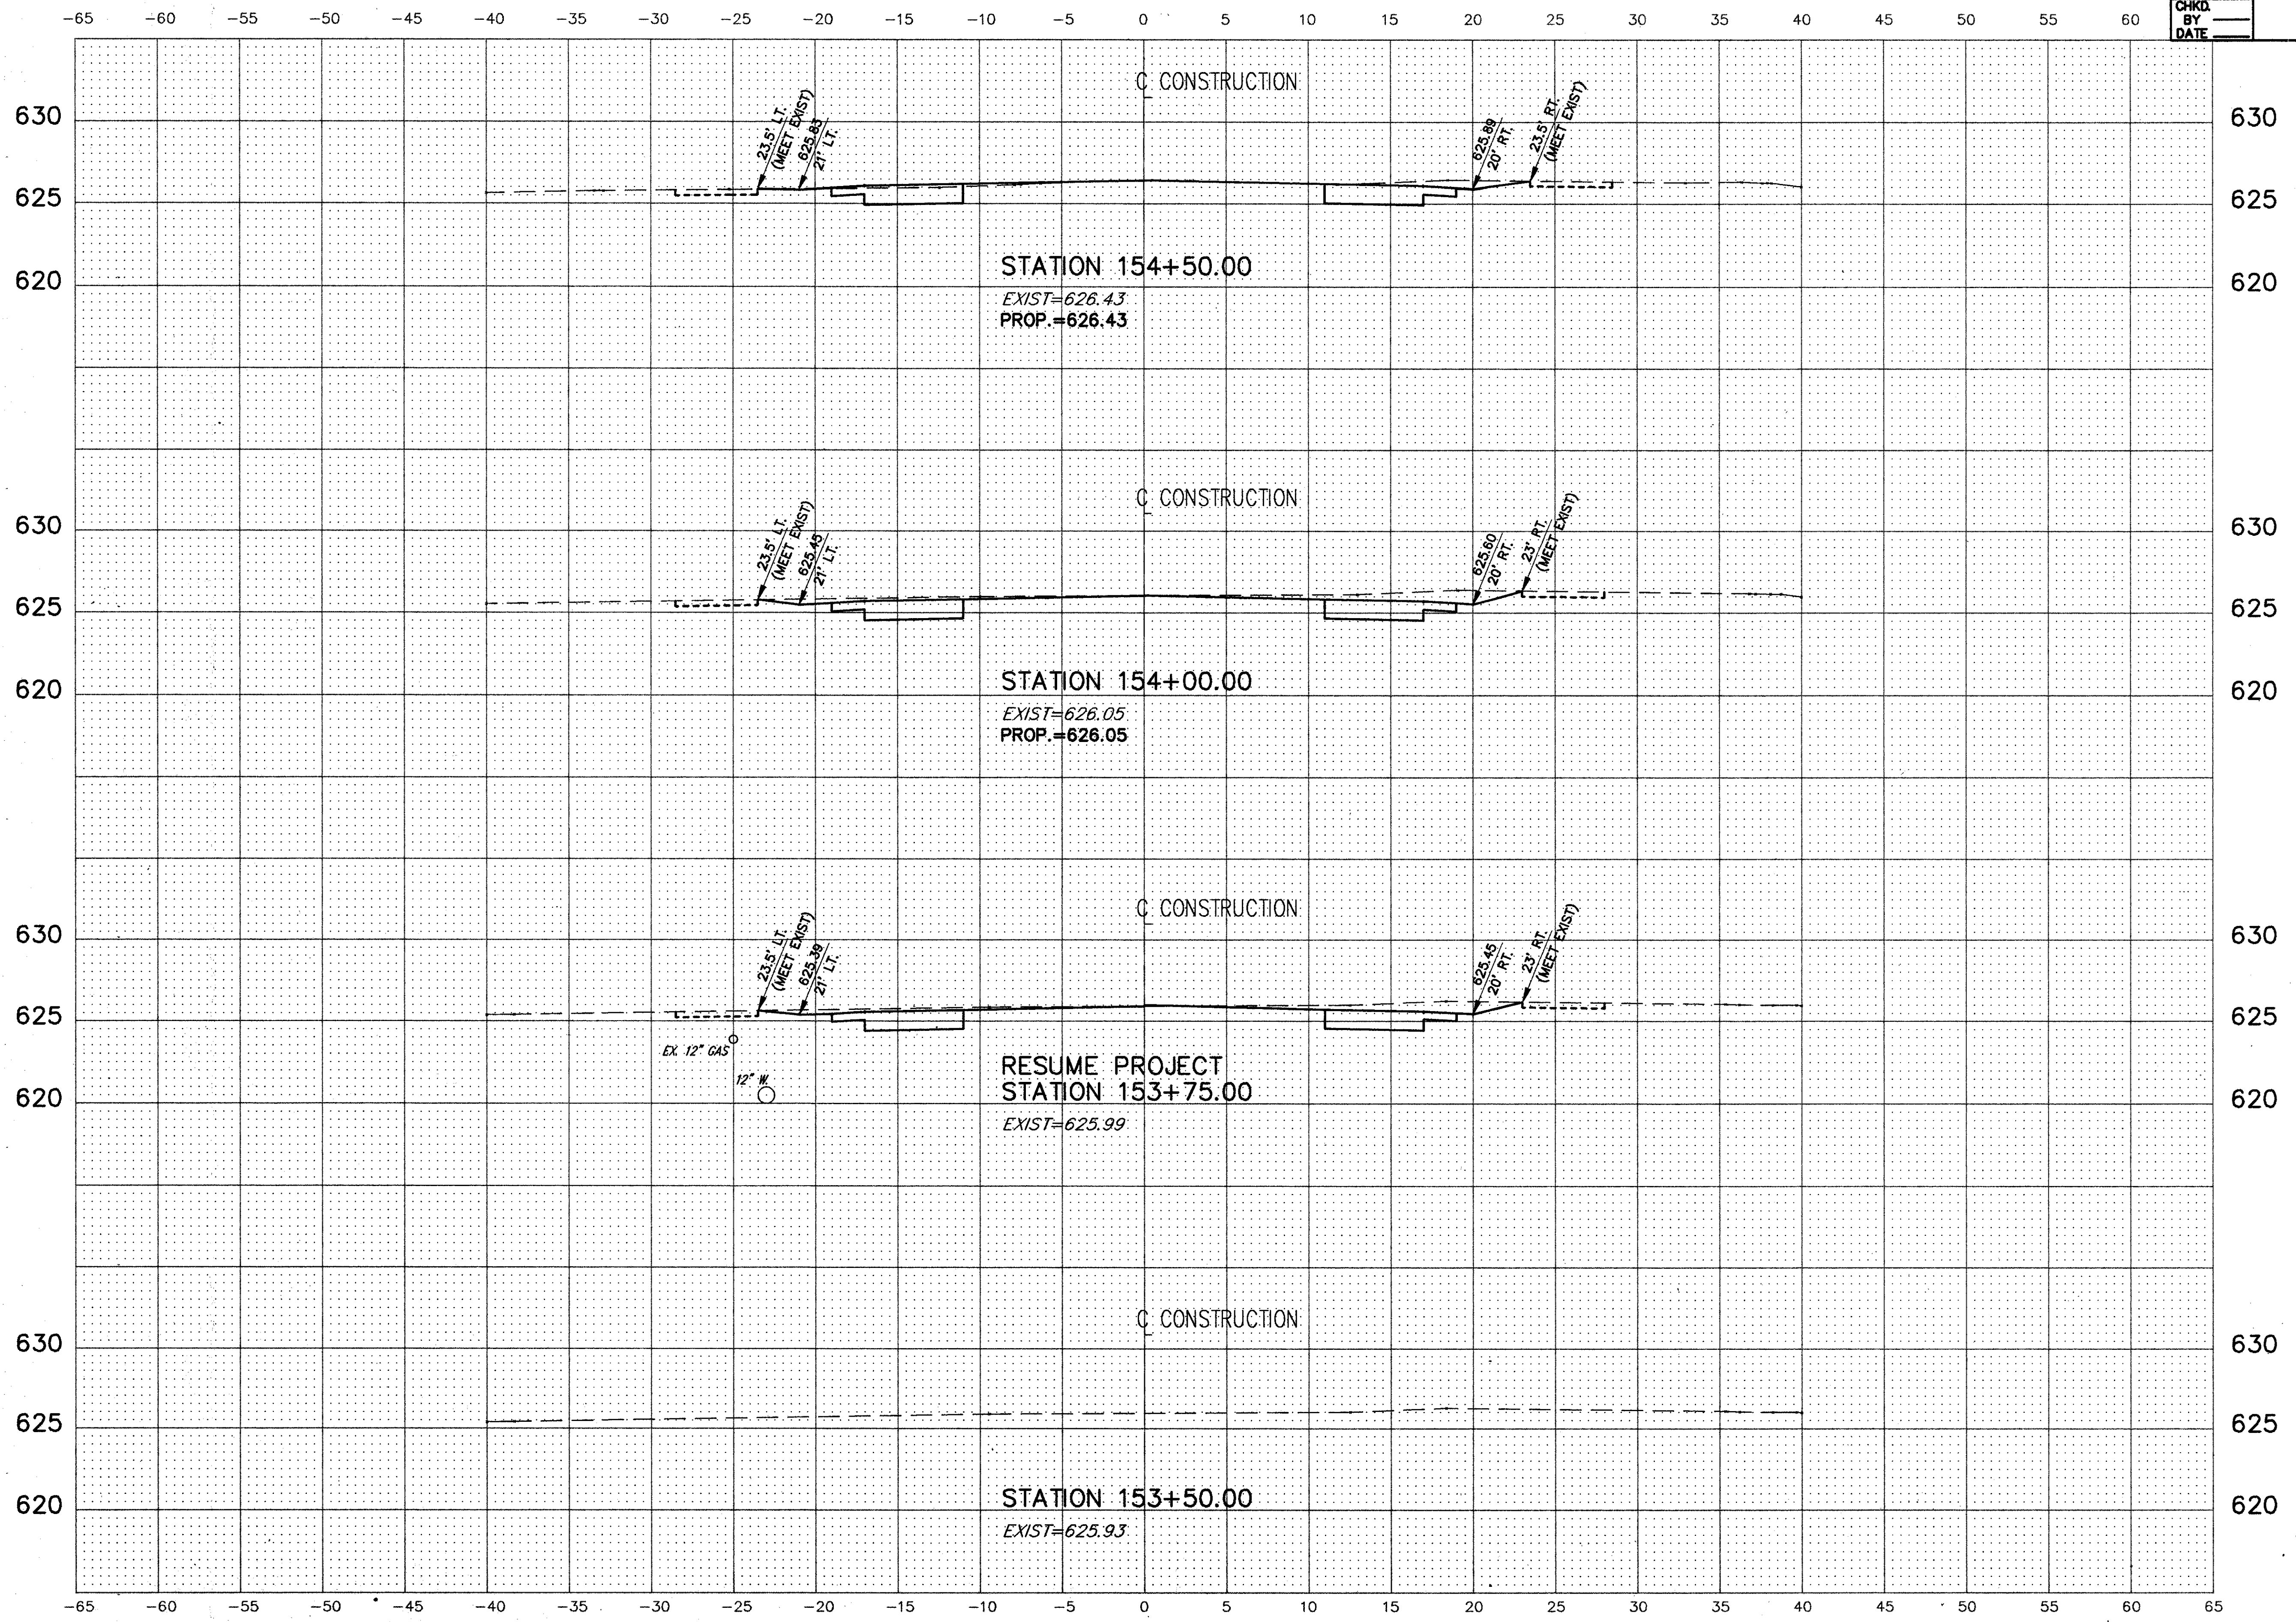 -65 -60 -55 -50 -45 -40 -35 -30 -25 -20 -15 -10 -5 0 5 10 15 20 25 30 35 40 45 50 55 60
CHKD.
BY
DATE
℄ CONSTRUCTION
630 630
23.5' LT.
(MEET EXIST)
625.83
21' LT.
625.89
20' RT.
23.5' RT.
(MEET EXIST)
625 625
STATION 154+50.00
620 620
EXIST=626.43
PROP.=626.43
℄ CONSTRUCTION
630 630
23.5' LT.
(MEET EXIST)
625.45
21' LT.
625.60
20' RT.
23' RT.
(MEET EXIST)
625 625
STATION 154+00.00
620 620
EXIST=626.05
PROP.=626.05
℄ CONSTRUCTION
630 630
23.5' LT.
(MEET EXIST)
625.39
21' LT.
625.45
20' RT.
23' RT.
(MEET EXIST)
625 625
EX. 12" GAS
12" W.
RESUME PROJECT
STATION 153+75.00
620 620
EXIST=625.99
℄ CONSTRUCTION
630 630
625 625
STATION 153+50.00
620 620
EXIST=625.93
-65 -60 -55 -50 -45 -40 -35 -30 -25 -20 -15 -10 -5 0 5 10 15 20 25 30 35 40 45 50 55 60 65